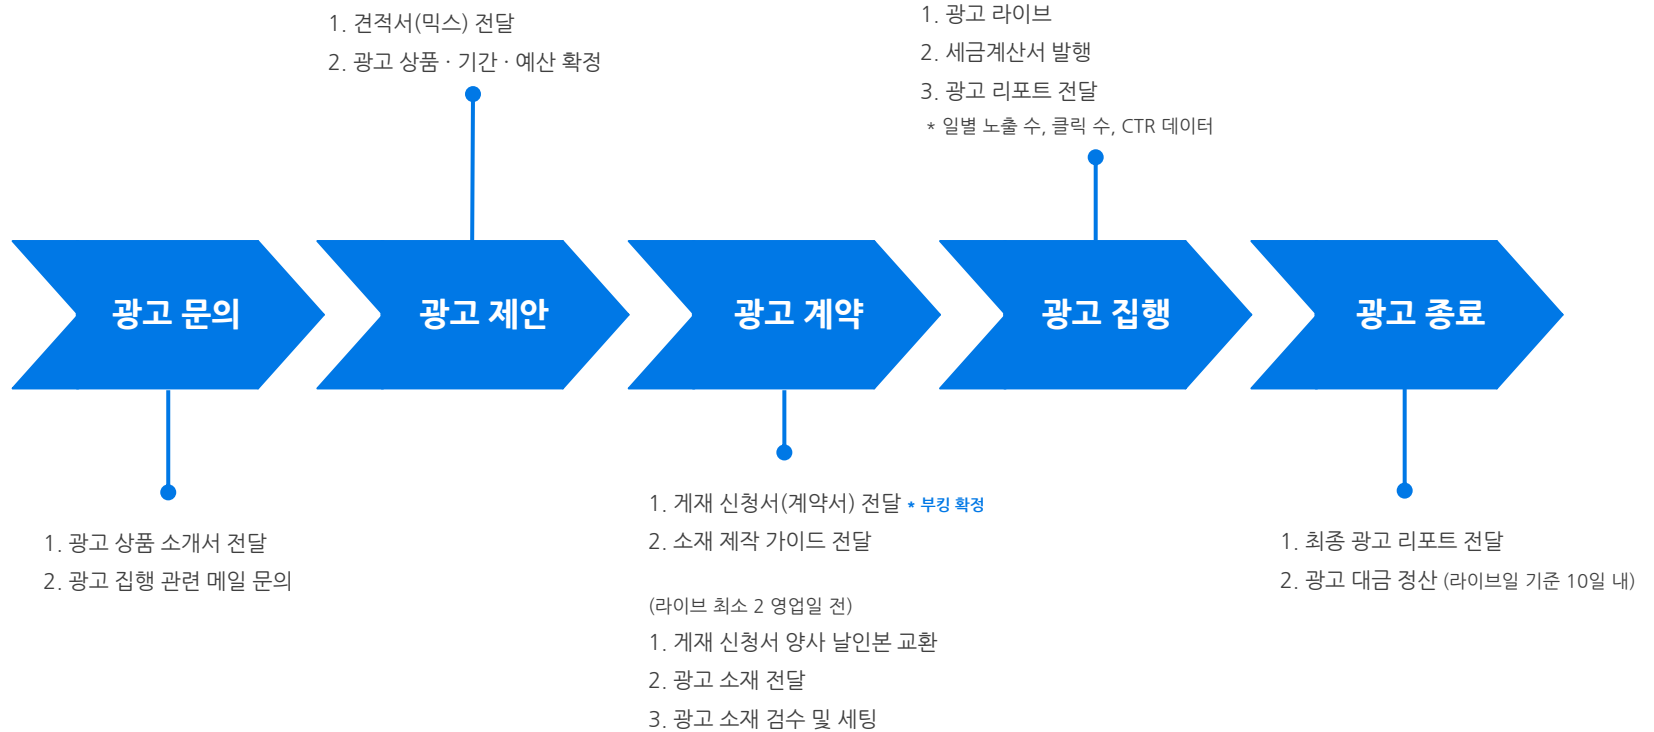 1. 견적서(믹스) 전달
2. 광고 상품 · 기간 · 예산 확정
1. 광고 라이브
2. 세금계산서 발행
3. 광고 리포트 전달
* 일별 노출 수, 클릭 수, CTR 데이터
광고 문의
광고 제안
광고 계약
광고 집행
광고 종료
1. 광고 상품 소개서 전달
2. 광고 집행 관련 메일 문의
1. 게재 신청서(계약서) 전달 * 부킹 확정
2. 소재 제작 가이드 전달
(라이브 최소 2 영업일 전)
1. 게재 신청서 양사 날인본 교환
2. 광고 소재 전달
3. 광고 소재 검수 및 세팅
1. 최종 광고 리포트 전달
2. 광고 대금 정산 (라이브일 기준 10일 내)